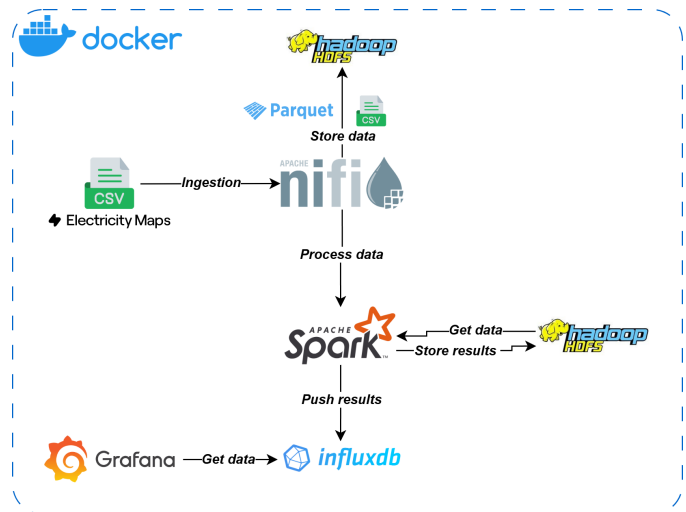 docker
hadoop
HDFS
Parquet
CSV
Store data
APACHE
nifi
CSV
Ingestion
Electricity Maps
Process data
APACHE
Spark
TM
Get data
hadoop
HDFS
Store results
Push results
Grafana
Get data
influxdb